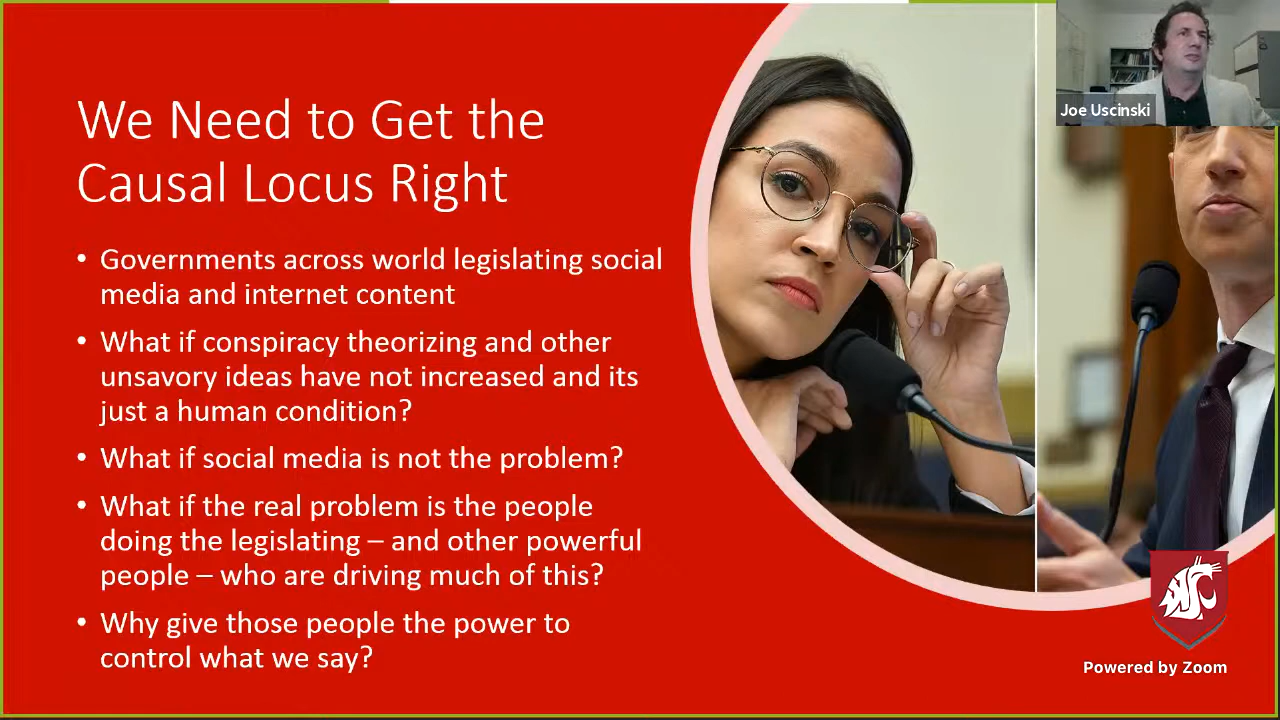 We Need to Get the
Causal Locus Right
• Governments across world legislating social
media and internet content
• What if conspiracy theorizing and other
unsavory ideas have not increased and its
just a human condition?
• What if social media is not the problem?
• What if the real problem is the people
doing the legislating – and other powerful
people – who are driving much of this?
• Why give those people the power to
control what we say?
Joe Uscinski
Powered by Zoom